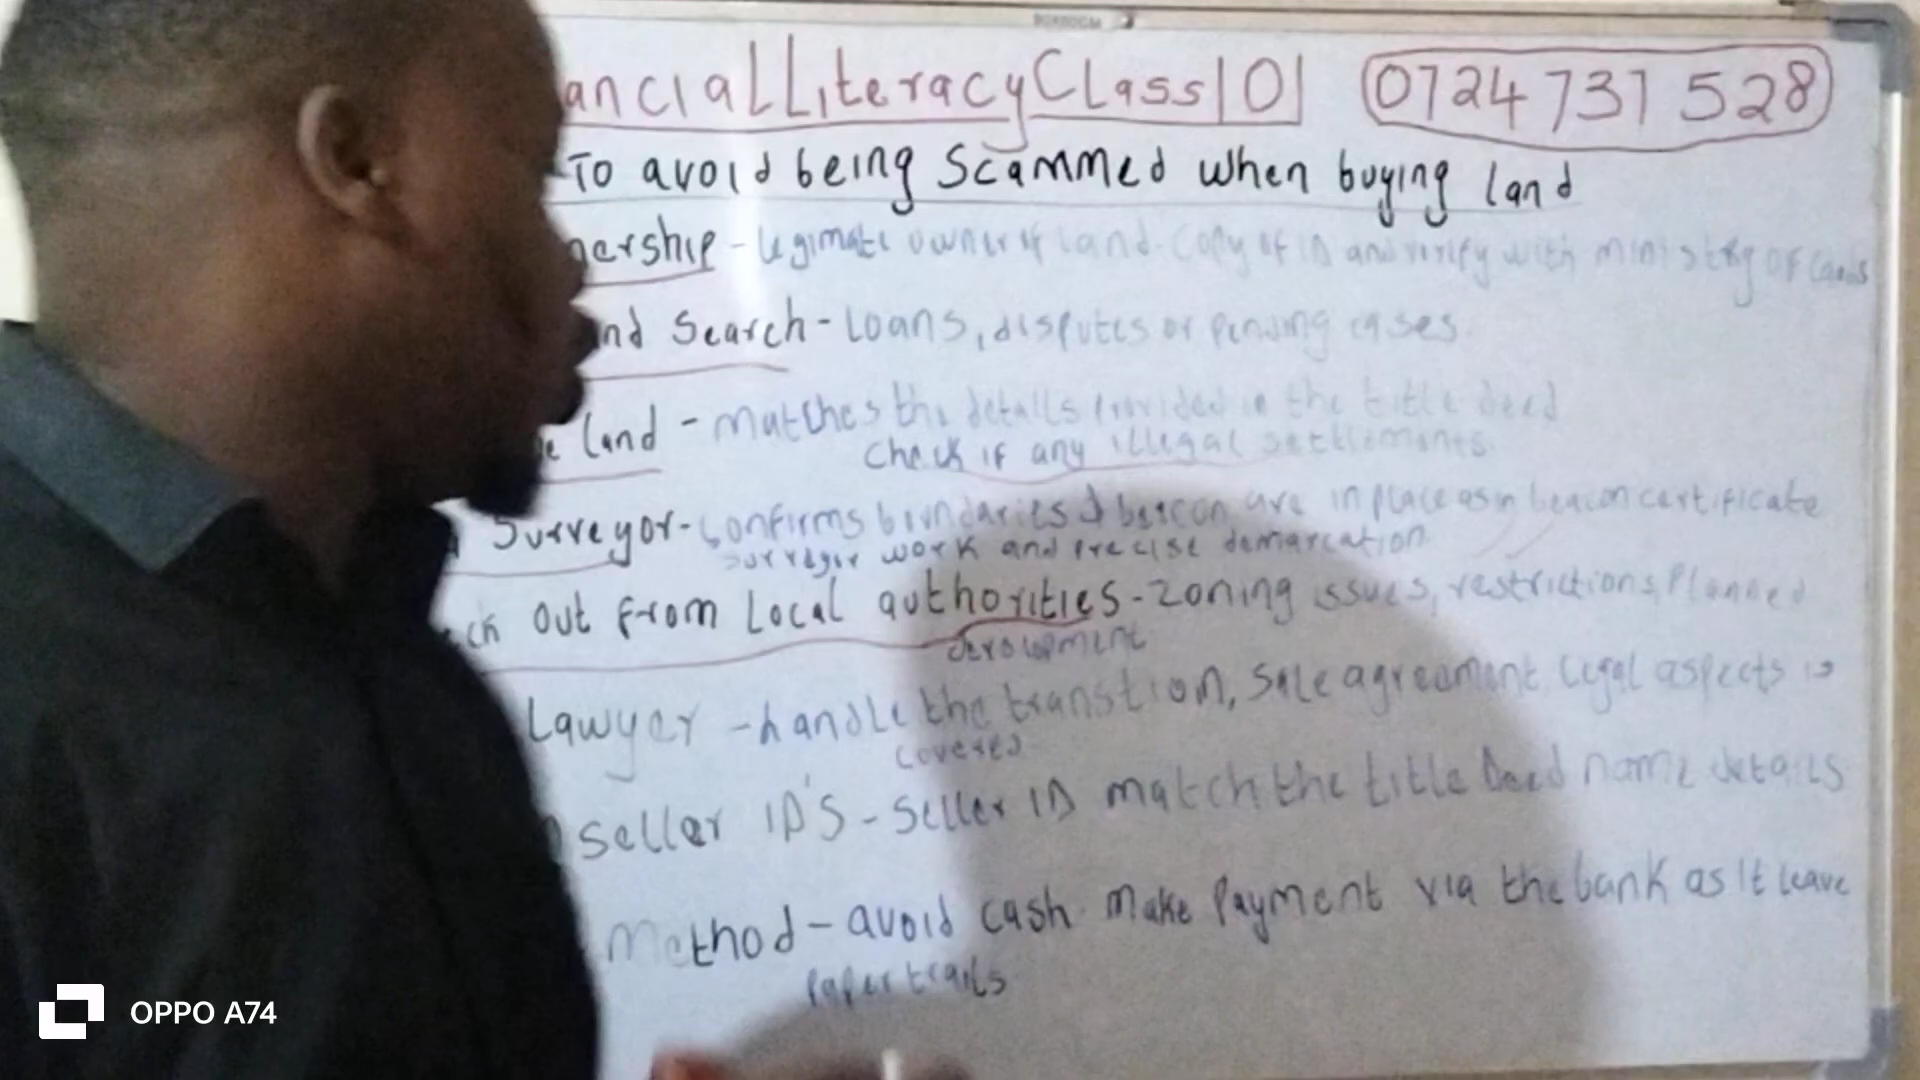 ancialLiteracyClass101 0724 737 528
To avoid being Scammed when buying land
nership - legimate owner of land. Copy of ID and verify with ministry of lands
nd Search - Loans, disputes or pending cases.
e land - matches the details provided in the title deed
Check if any illegal settlements.
Surveyor - confirms boundaries & beacon are in place as in beacon certificate
surveyor work and precise demarcation
ck out from Local authorities - zoning issues, restrictions, Planned
development
Lawyer - handle the transtion, sale agreement legal aspects is
covered
seller ID'S - seller ID match the title Deed name details
Method - avoid cash. Make Payment via the bank as it leave
paper trails
OPPO A74